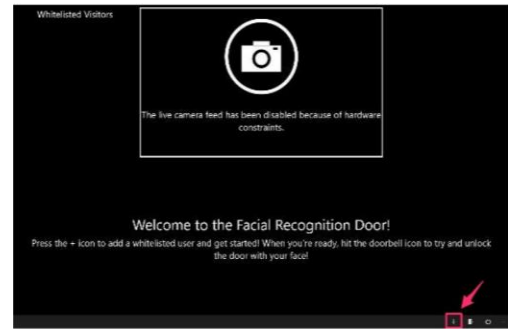 Whitelisted Visitors
The live camera feed has been disabled because of hardware
constraints.
Welcome to the Facial Recognition Door!
Press the + icon to add a whitelisted user and get started! When you're ready, hit the doorbell icon to try and unlock
the door with your face!